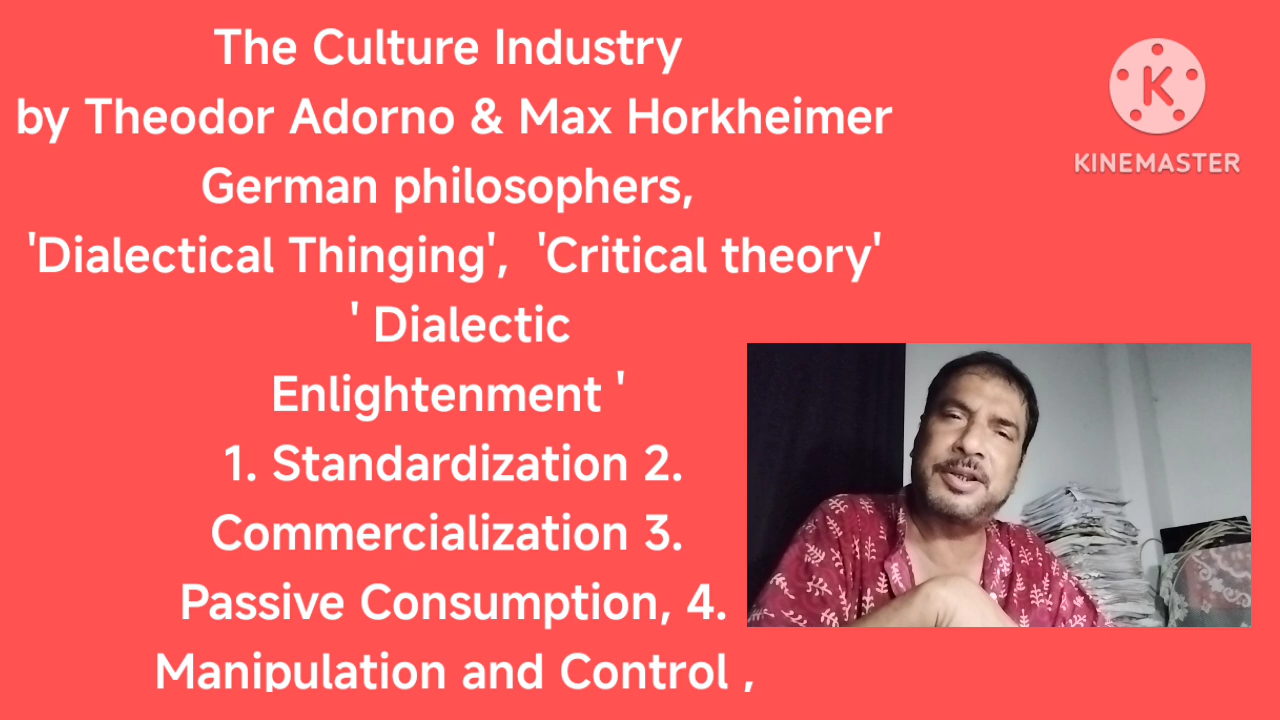 The Culture Industry
by Theodor Adorno & Max Horkheimer
German philosophers,
'Dialectical Thinging', 'Critical theory'
' Dialectic
Enlightenment '
1. Standardization 2.
Commercialization 3.
Passive Consumption, 4.
Manipulation and Control ,
K
KINEMASTER